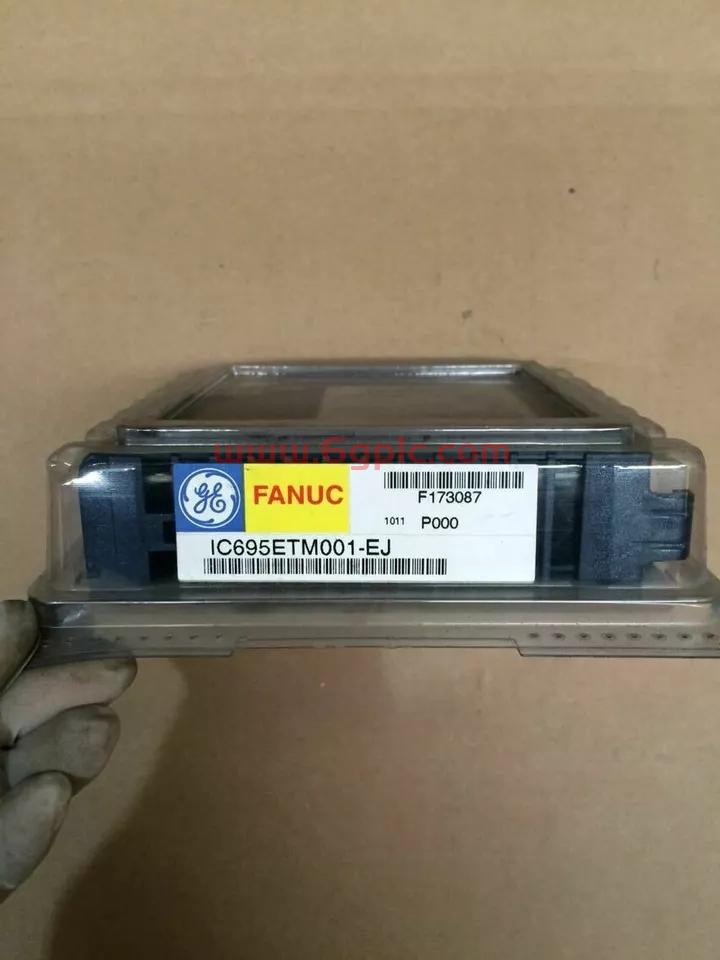 www.6gplc.com
GE
FANUC
F173087
1011 P000
IC695ETM001-EJ